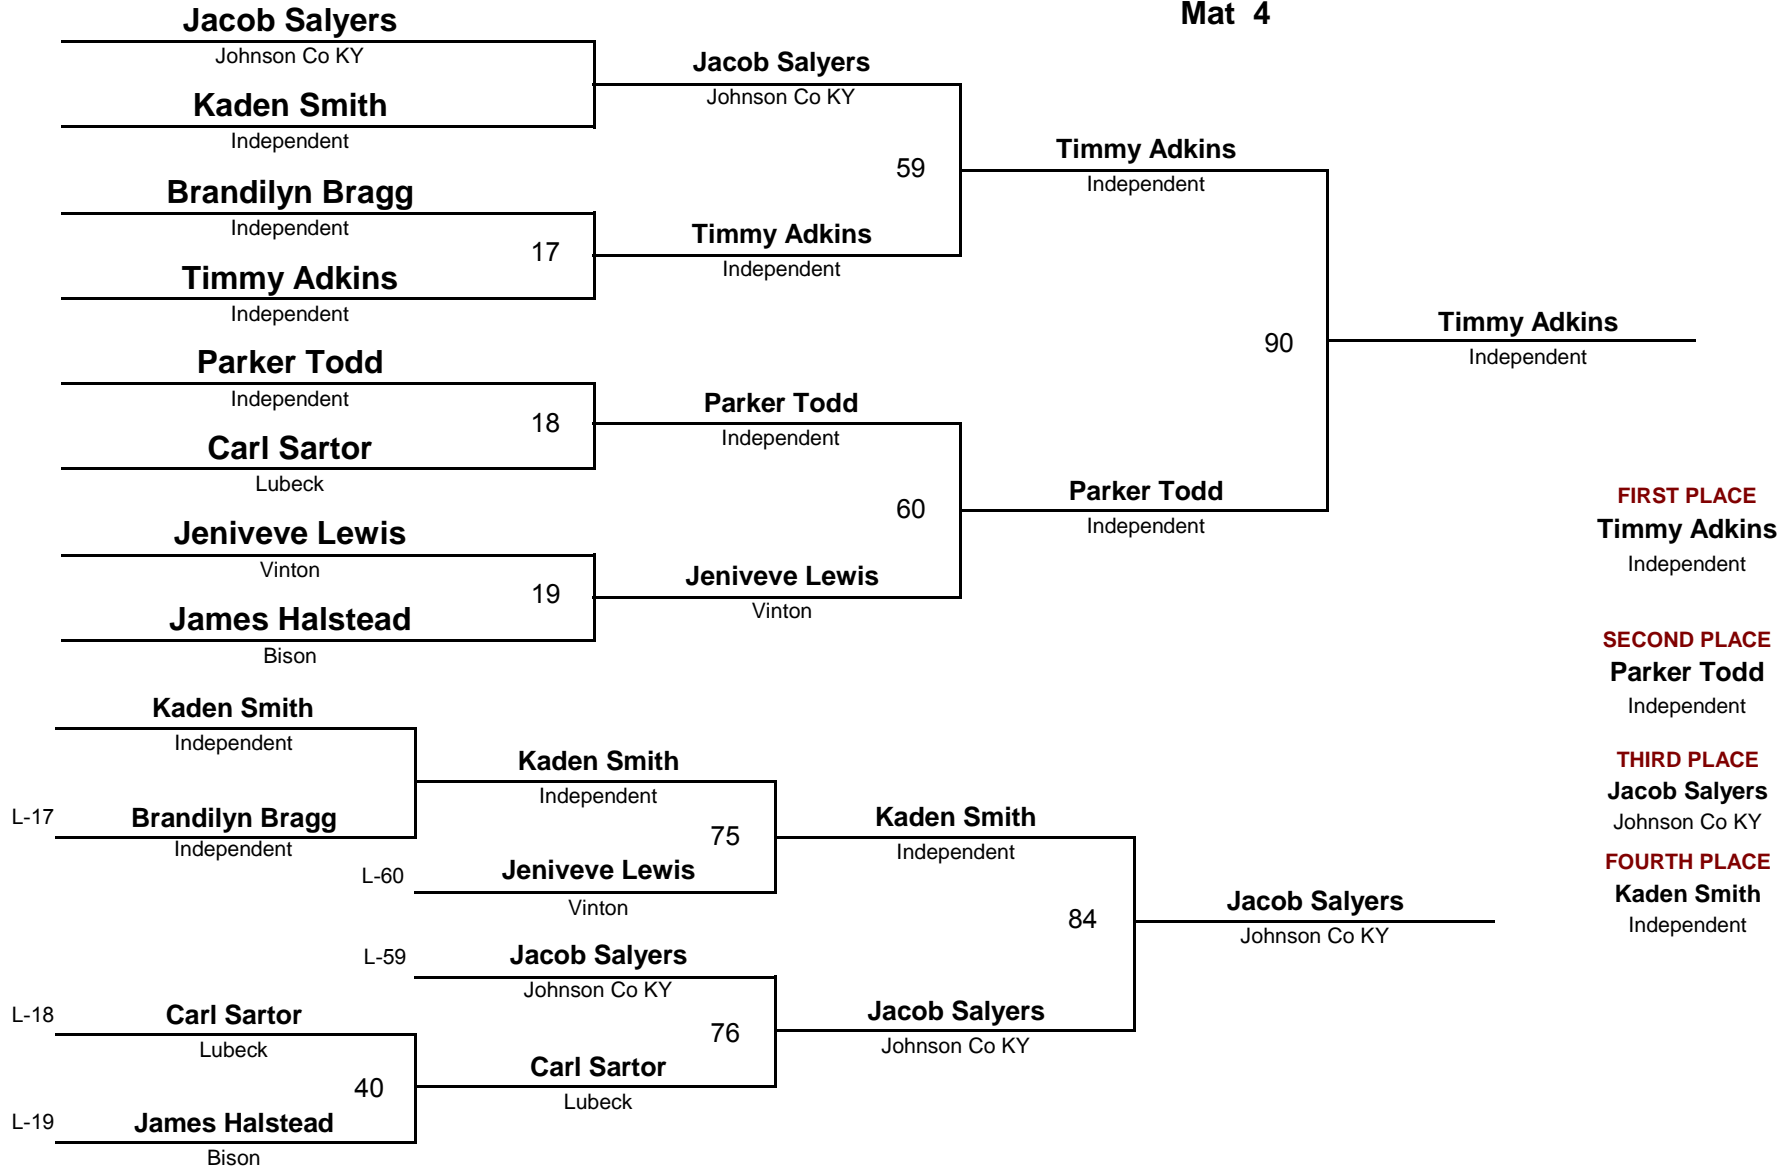 Mat 4
Jacob Salyers
Johnson Co KY
Kaden Smith
Independent
Brandilyn Bragg
Independent
17
Timmy Adkins
Independent
Parker Todd
Independent
18
Carl Sartor
Lubeck
Jeniveve Lewis
Vinton
19
James Halstead
Bison
Jacob Salyers
Johnson Co KY
59
Timmy Adkins
Independent
Parker Todd
Independent
60
Jeniveve Lewis
Vinton
Timmy Adkins
Independent
90
Parker Todd
Independent
Timmy Adkins
Independent
FIRST PLACE
Timmy Adkins
Independent
SECOND PLACE
Parker Todd
Independent
THIRD PLACE
Jacob Salyers
Johnson Co KY
FOURTH PLACE
Kaden Smith
Independent
Kaden Smith
Independent
L-17
Brandilyn Bragg
Independent
L-18
Carl Sartor
Lubeck
40
L-19
James Halstead
Bison
Kaden Smith
Independent
75
L-60
Jeniveve Lewis
Vinton
L-59
Jacob Salyers
Johnson Co KY
76
Carl Sartor
Lubeck
Kaden Smith
Independent
84
Jacob Salyers
Johnson Co KY
Jacob Salyers
Johnson Co KY